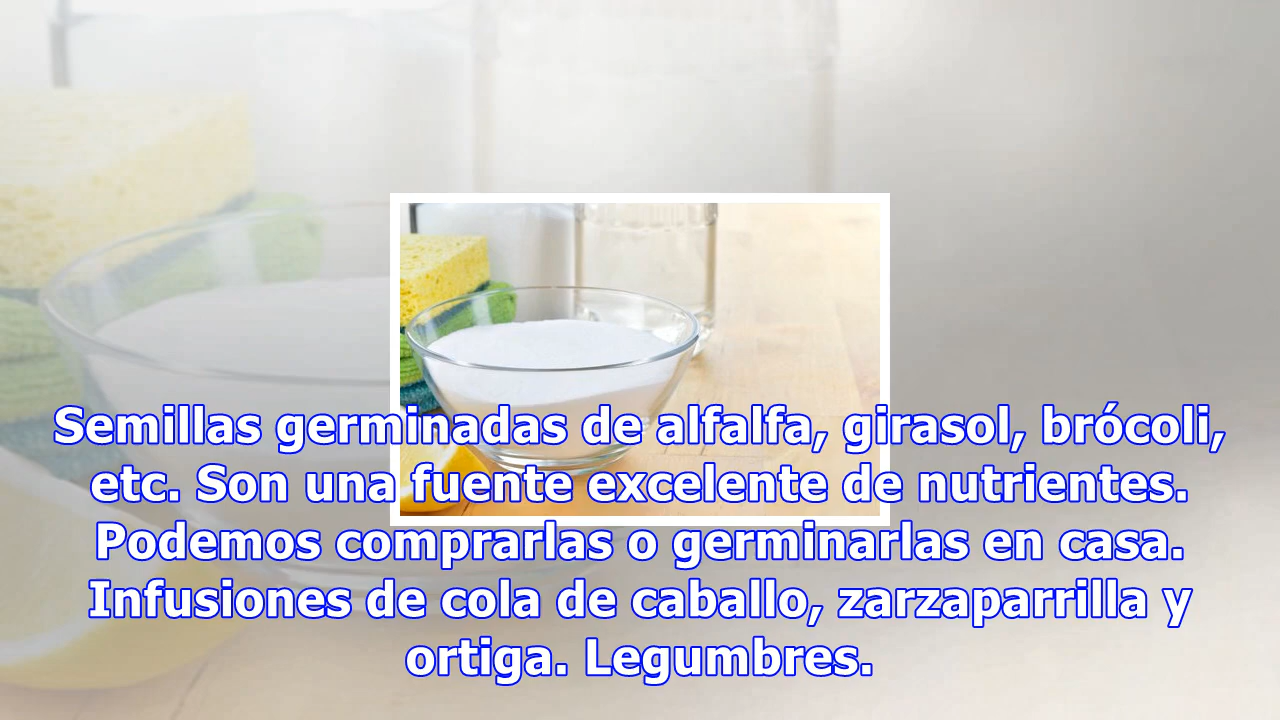 Semillas germinadas de alfalfa, girasol, brócoli,
etc. Son una fuente excelente de nutrientes.
Podemos comprarlas o germinarlas en casa.
Infusiones de cola de caballo, zarzaparrilla y
ortiga. Legumbres.